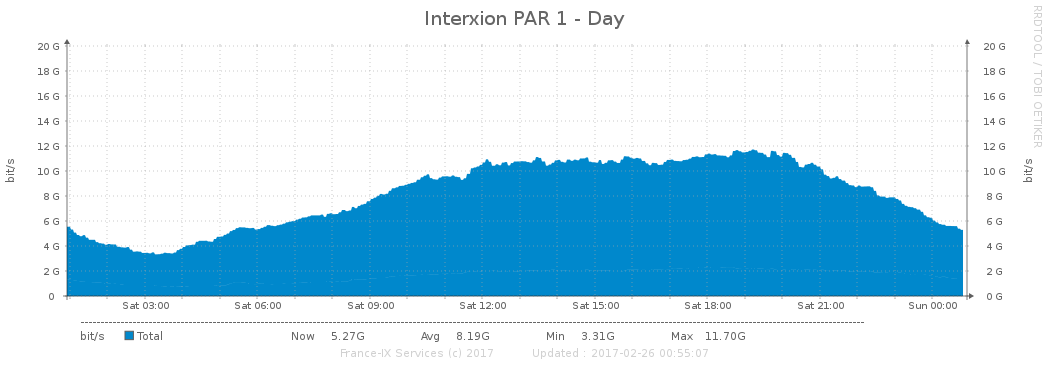 Interxion PAR 1 - Day
RRDTOOL / TOBI OETIKER
20 G 20 G
18 G 18 G
16 G 16 G
14 G 14 G
12 G 12 G
10 G 10 G
8 G 8 G
6 G 6 G
4 G 4 G
2 G 2 G
0 0 G
bit/s bit/s
Sat 03:00 Sat 06:00 Sat 09:00 Sat 12:00 Sat 15:00 Sat 18:00 Sat 21:00 Sun 00:00
bit/s Total Now 5.27G Avg 8.19G Min 3.31G Max 11.70G
France-IX Services (c) 2017 Updated : 2017-02-26 00:55:07